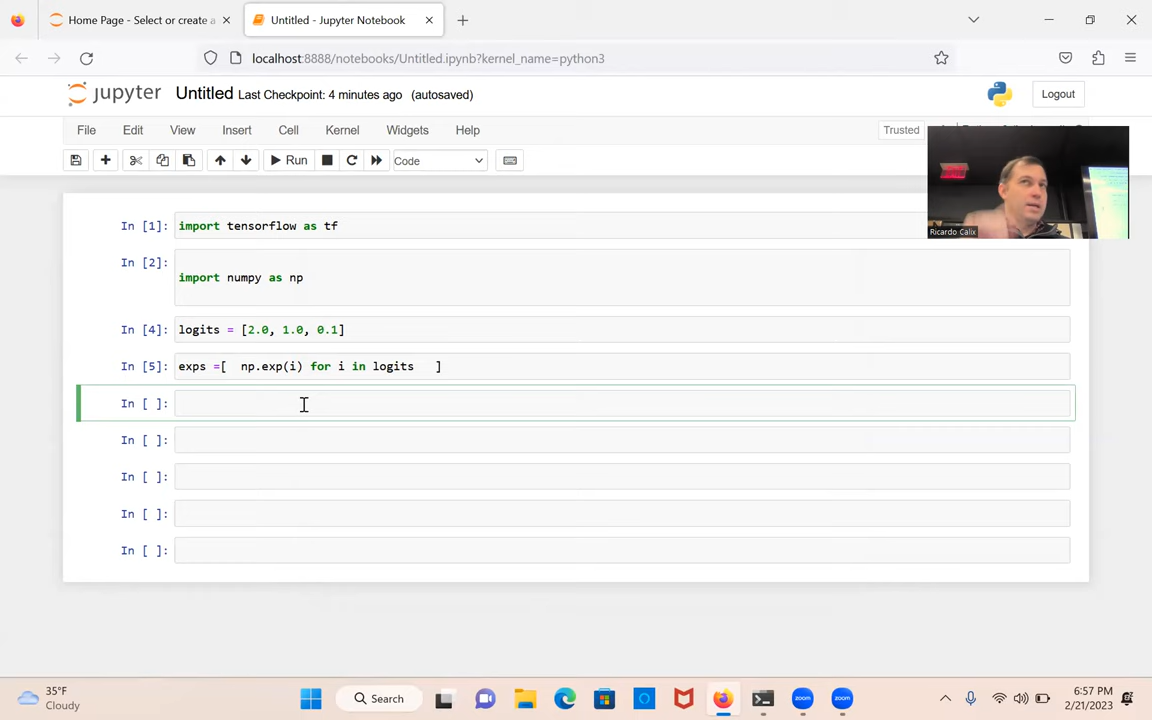 Home Page - Select or create a
Untitled - Jupyter Notebook
localhost:8888/notebooks/Untitled.ipynb?kernel_name=python3
jupyter Untitled Last Checkpoint: 4 minutes ago (autosaved)
Logout
File Edit View Insert Cell Kernel Widgets Help
Trusted
Run Code
Ricardo Calix
In [1]: import tensorflow as tf
In [2]:
import numpy as np
In [4]: logits = [2.0, 1.0, 0.1]
In [5]: exps =[ np.exp(i) for i in logits ]
In [ ]:
In [ ]:
In [ ]:
In [ ]:
In [ ]:
35°F
Cloudy
Search
zoom
zoom
6:57 PM
2/21/2023